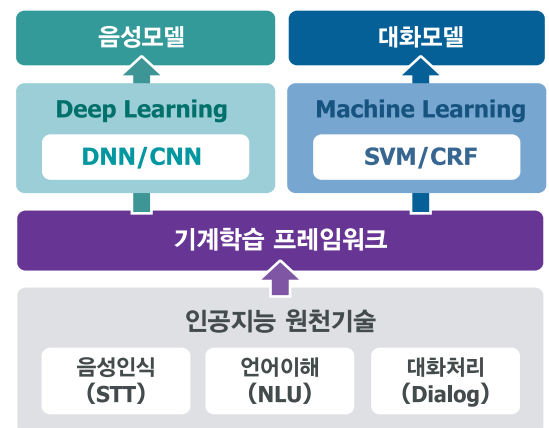 음성모델
대화모델
Deep Learning
DNN/CNN
Machine Learning
SVM/CRF
기계학습 프레임워크
인공지능 원천기술
음성인식
(STT)
언어이해
(NLU)
대화처리
(Dialog)